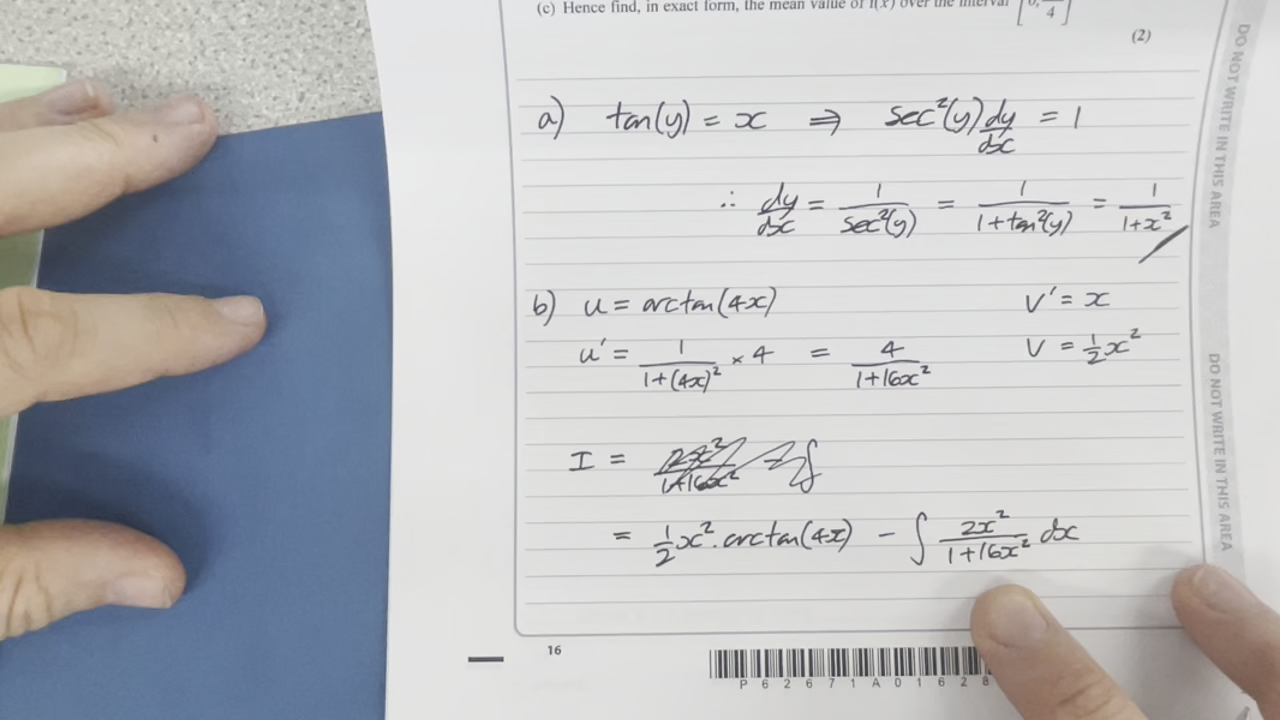 (c) Hence find, in exact form, the mean value of f(x) over the interval [0, /4]
(2)
a) tan(y) = x ⇒ sec²(y) dy/dx = 1
∴ dy/dx = 1/sec²(y) = 1/(1+tan²(y)) = 1/(1+x²)
b) u = arctan(4x) v' = x
u' = 1/(1+(4x)²) × 4 = 4/(1+16x²) v = ½x²
I =
= ½x².arctan(4x) − ∫ 2x²/(1+16x²) dx
16
P 6 2 6 7 1 A 0 1 6 2 8
DO NOT WRITE IN THIS AREA
DO NOT WRITE IN THIS AREA